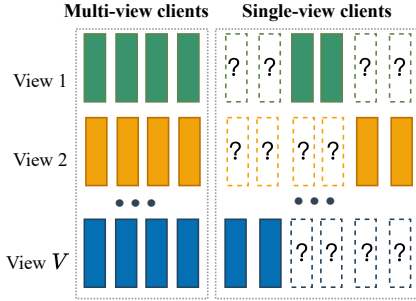 Multi-view clients Single-view clients
View 1 ? ? ? ?
View 2 ? ? ? ?
View V ? ? ? ?